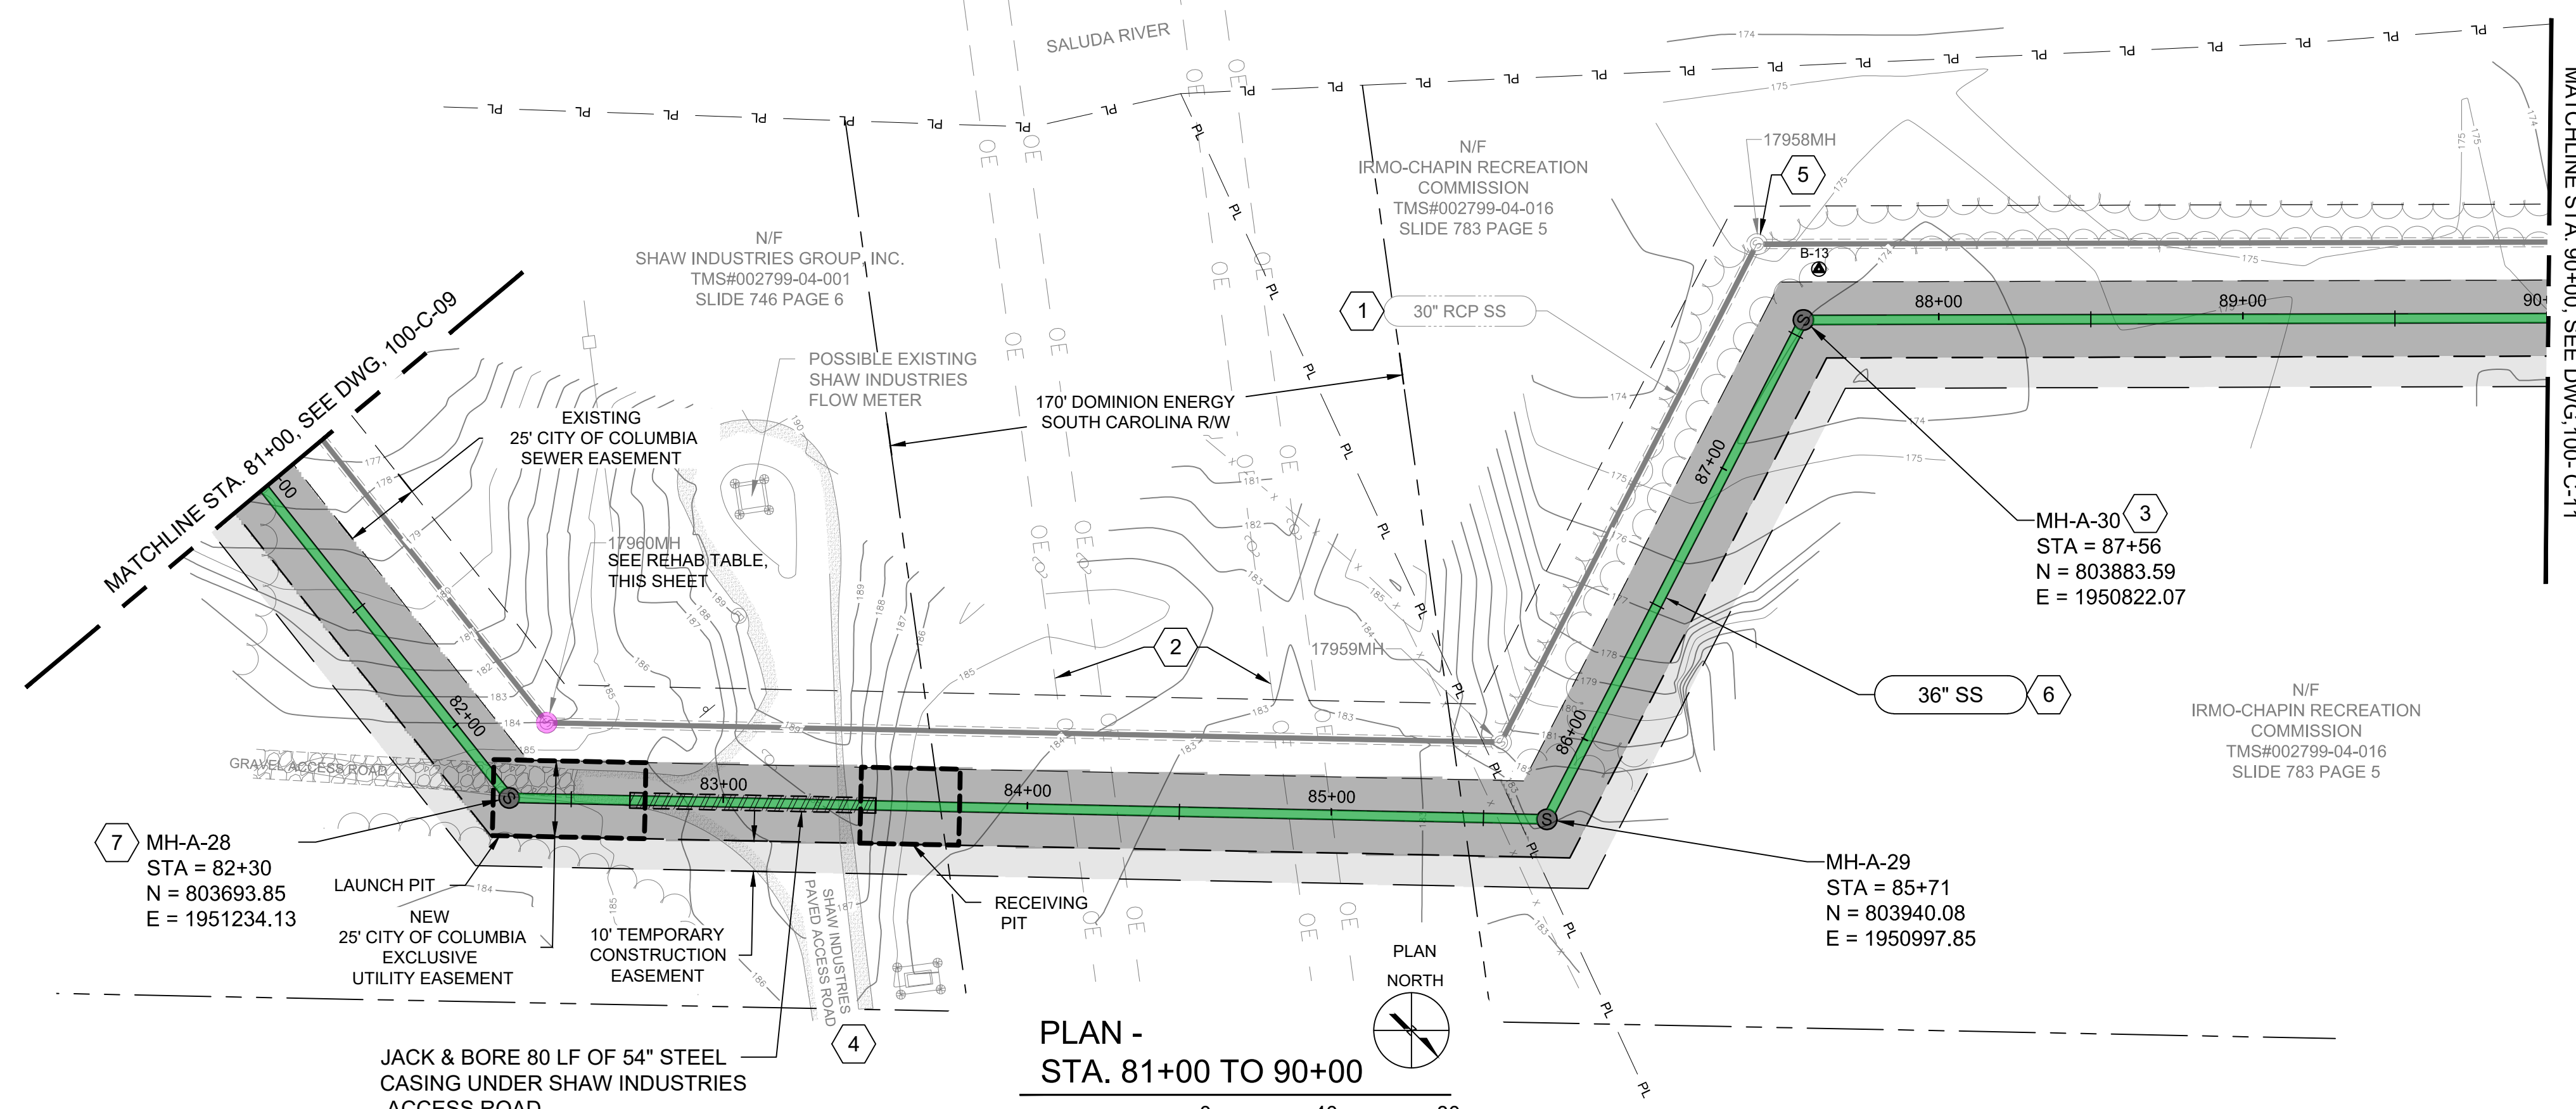 SALUDA RIVER
N/F
SHAW INDUSTRIES GROUP, INC.
TMS#002799-04-001
SLIDE 746 PAGE 6
N/F
IRMO-CHAPIN RECREATION
COMMISSION
TMS#002799-04-016
SLIDE 783 PAGE 5
17958MH
5
B-13
1
30" RCP SS
MATCHLINE STA. 81+00, SEE DWG, 100-C-09
MATCHLINE STA. 90+00, SEE DWG, 100-C-11
EXISTING
25' CITY OF COLUMBIA
SEWER EASEMENT
POSSIBLE EXISTING
SHAW INDUSTRIES
FLOW METER
170' DOMINION ENERGY
SOUTH CAROLINA R/W
17960MH
SEE REHAB TABLE,
THIS SHEET
2
17959MH
82+00
83+00
84+00
85+00
86+00
87+00
88+00
89+00
MH-A-30
3
STA = 87+56
N = 803883.59
E = 1950822.07
36" SS
6
N/F
IRMO-CHAPIN RECREATION
COMMISSION
TMS#002799-04-016
SLIDE 783 PAGE 5
GRAVEL ACCESS ROAD
7
MH-A-28
STA = 82+30
N = 803693.85
E = 1951234.13
LAUNCH PIT
NEW
25' CITY OF COLUMBIA
EXCLUSIVE
UTILITY EASEMENT
10' TEMPORARY
CONSTRUCTION
EASEMENT
SHAW INDUSTRIES
PAVED ACCESS ROAD
4
RECEIVING
PIT
MH-A-29
STA = 85+71
N = 803940.08
E = 1950997.85
PLAN
NORTH
JACK & BORE 80 LF OF 54" STEEL
CASING UNDER SHAW INDUSTRIES
ACCESS ROAD
PLAN -
STA. 81+00 TO 90+00